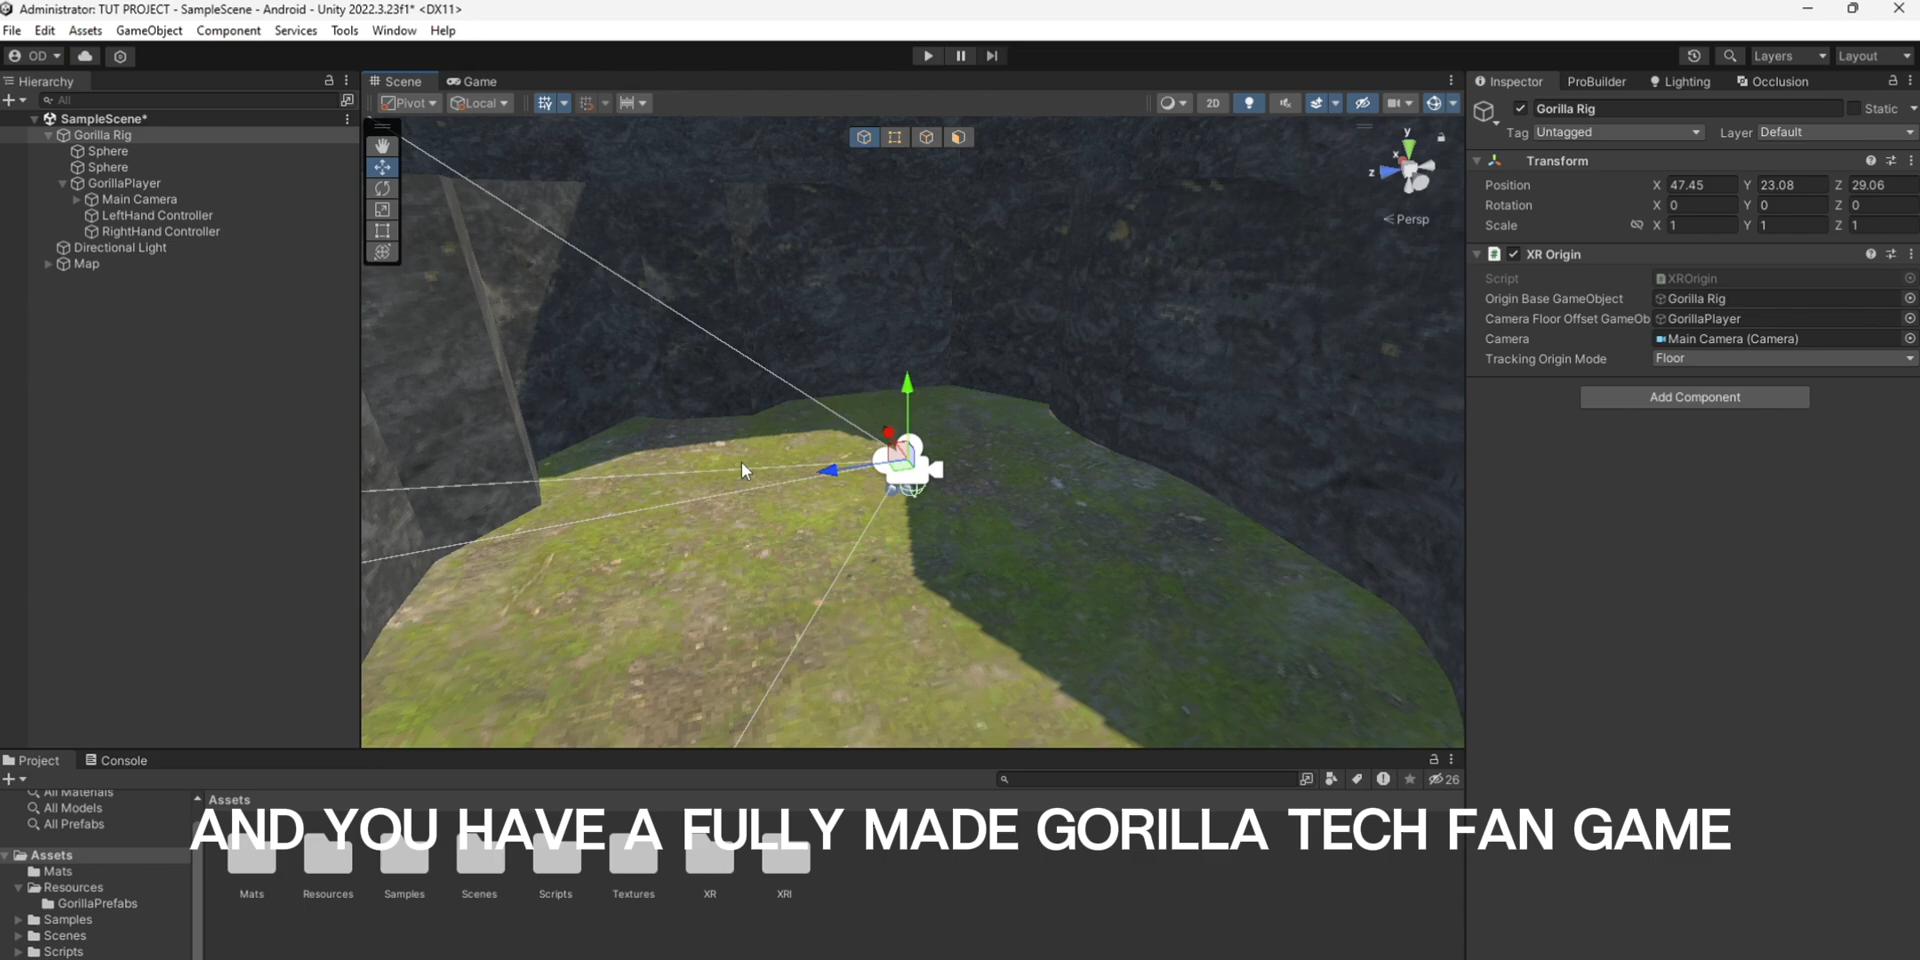 Administrator: TUT PROJECT - SampleScene - Android - Unity 2022.3.23f1* <DX11>
File Edit Assets GameObject Component Services Tools Window Help
OD
Layers Layout
Hierarchy
Scene Game
Inspector ProBuilder Lighting Occlusion
All
Pivot Local
2D
SampleScene*
Gorilla Rig
Sphere
Sphere
GorillaPlayer
Main Camera
LeftHand Controller
RightHand Controller
Directional Light
Map
y
x
z
Persp
Gorilla Rig Static
Tag Untagged Layer Default
Transform
Position X 47.45 Y 23.08 Z 29.06
Rotation X 0 Y 0 Z 0
Scale X 1 Y 1 Z 1
XR Origin
Script XROrigin
Origin Base GameObject Gorilla Rig
Camera Floor Offset GameOb GorillaPlayer
Camera Main Camera (Camera)
Tracking Origin Mode Floor
Add Component
Project Console
26
All Materials
All Models
All Prefabs
Assets
Mats
Resources
GorillaPrefabs
Samples
Scenes
Scripts
Assets
AND YOU HAVE A FULLY MADE GORILLA TECH FAN GAME
Mats Resources Samples Scenes Scripts Textures XR XRI